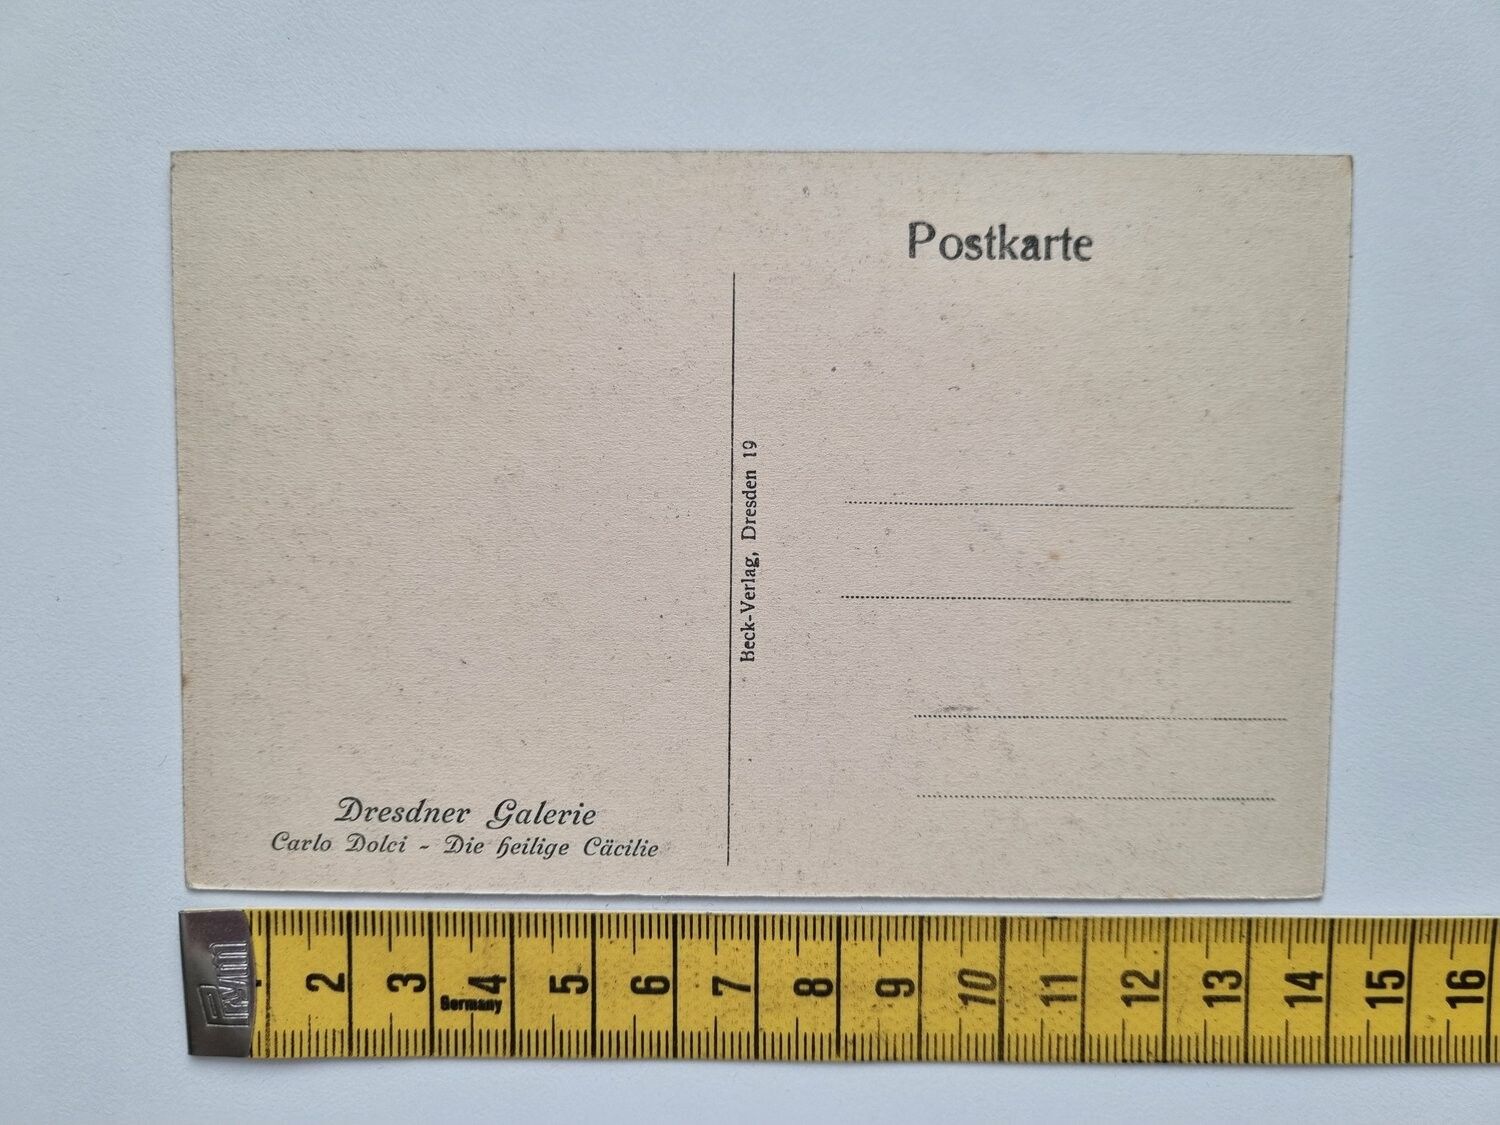 Postkarte
Beck-Verlag, Dresden 19
Dresdner Galerie
Carlo Dolci - Die heilige Cäcilie
Prym
2 3 4 5 6 7 8 9 10 11 12 13 14 15 16
Germany